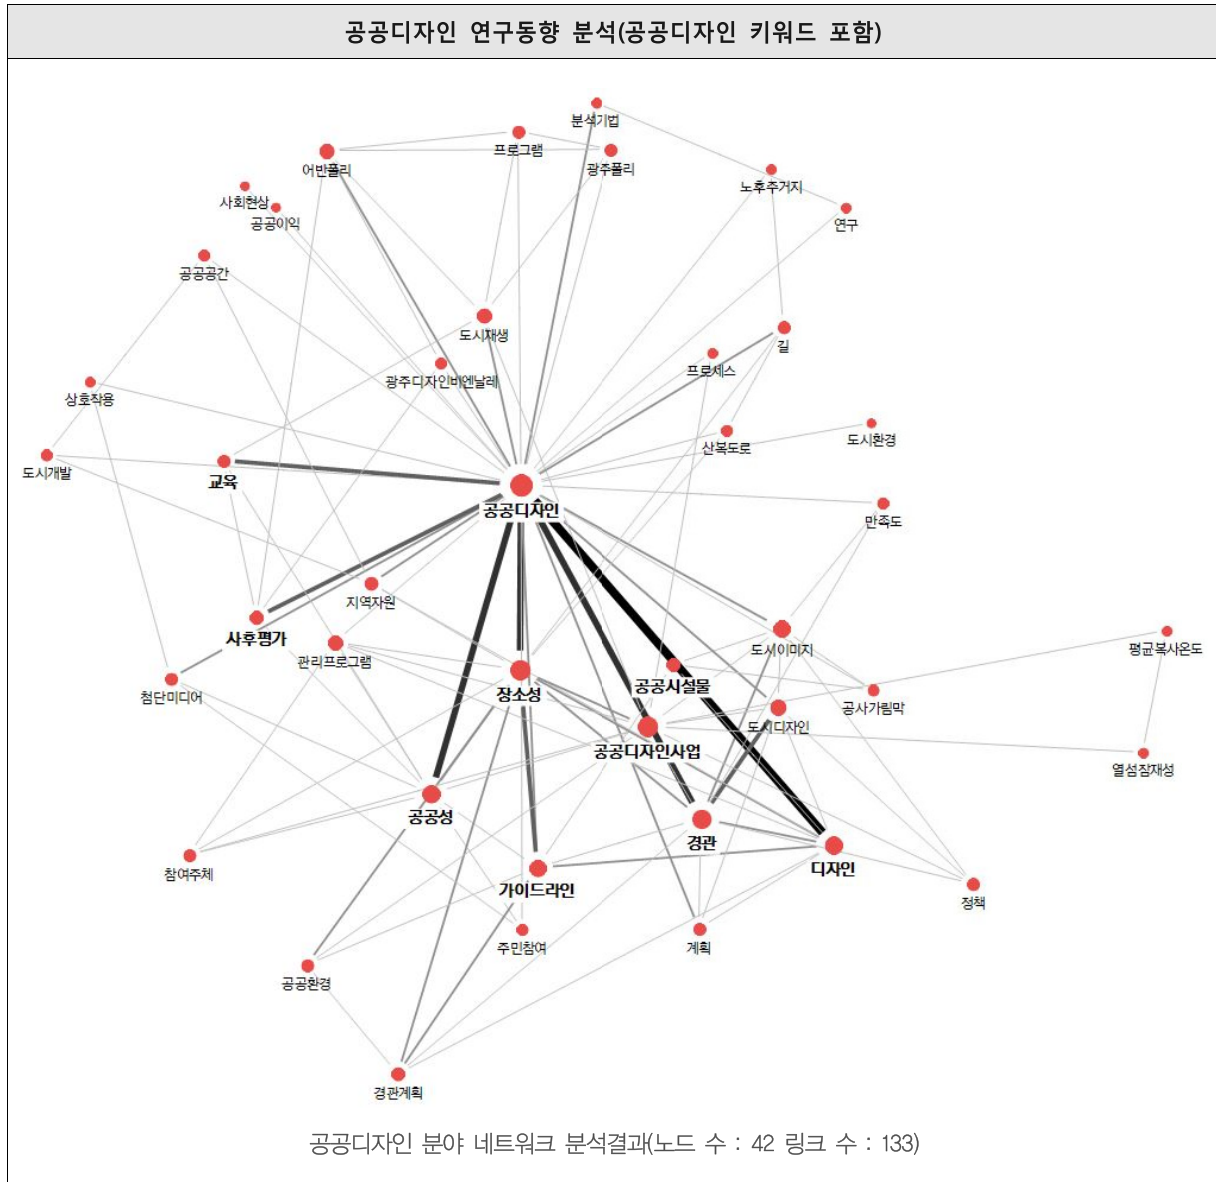 공공디자인 연구동향 분석(공공디자인 키워드 포함)
분석기법
프로그램
어반폴리
광주폴리
노후주거지
사회현상
공공이익
연구
공공공간
도시재생
길
프로세스
광주디자인비엔날레
상호작용
도시환경
산복도로
도시개발
교육
공공디자인
만족도
지역자원
사후평가
도시이미지
평균복사온도
관리프로그램
공공시설물
장소성
첨단미디어
공사가림막
도시디자인
공공디자인사업
열섬잠재성
공공성
경관
디자인
참여주체
가이드라인
정책
주민참여
계획
공공환경
경관계획
공공디자인 분야 네트워크 분석결과(노드 수 : 42 링크 수 : 133)